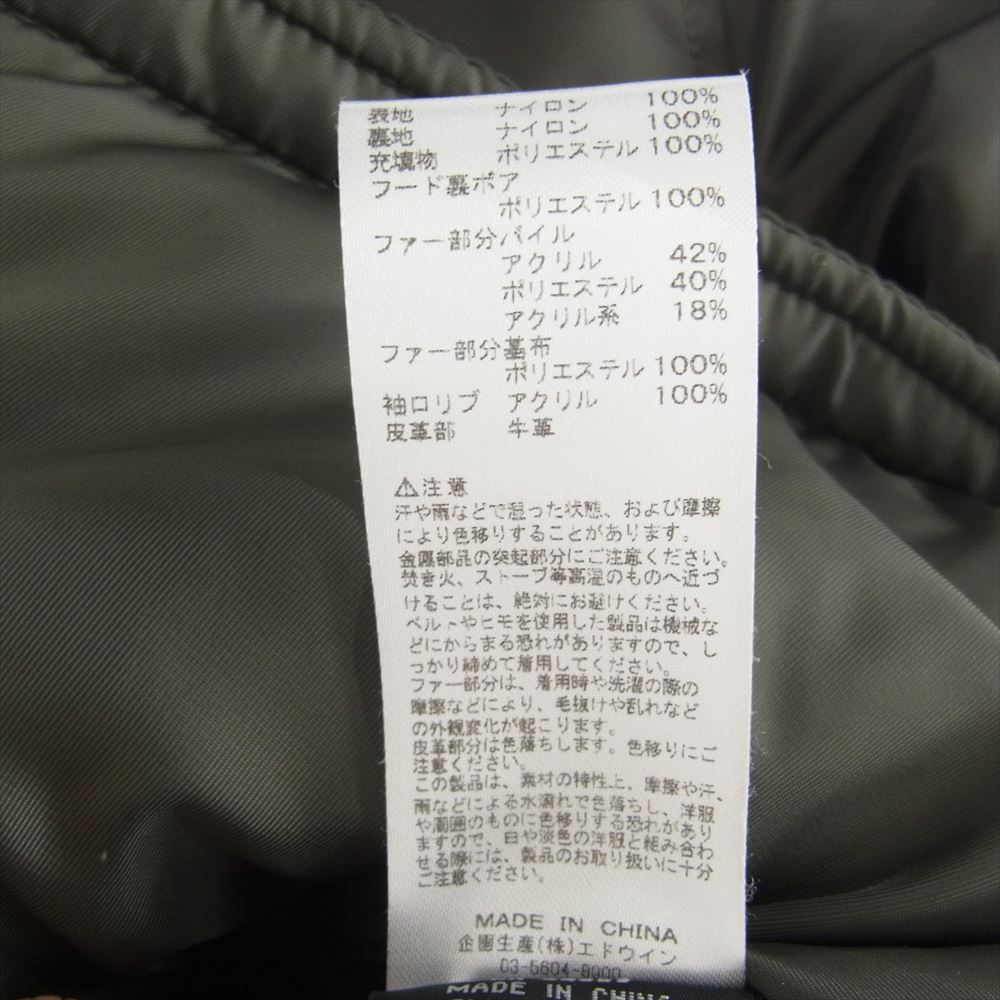 表地 ナイロン 100%
裏地 ナイロン 100%
充填物 ポリエステル 100%
フード裏ボア
ポリエステル 100%
ファー部分パイル
アクリル 42%
ポリエステル 40%
アクリル系 18%
ファー部分基布
ポリエステル 100%
袖口リブ アクリル 100%
皮革部 牛革
⚠注意
汗や雨などで湿った状態、および摩擦
により色移りすることがあります。
金属部品の突起部分にご注意ください。
焚き火、ストーブ等高温のものへ近づ
けることは、絶対にお避けください。
ベルトやヒモを使用した製品は機械な
どにからまる恐れがありますので、し
っかり締めて着用してください。
ファー部分は、着用時や洗濯の際の
摩擦などにより、毛抜けや乱れなど
の外観変化が起こります。
皮革部分は色落ちします。色移りにご
注意ください。
この製品は、素材の特性上、摩擦や汗、
雨などによる水濡れで色落ちし、洋服
や周囲のものに色移りする恐れがあり
ますので、白や淡色の洋服と組み合わ
せる際には、製品のお取り扱いに十分
ご注意ください。
MADE IN CHINA
企画生産(株)エドウイン
03-5604-8900
MADE IN CHINA